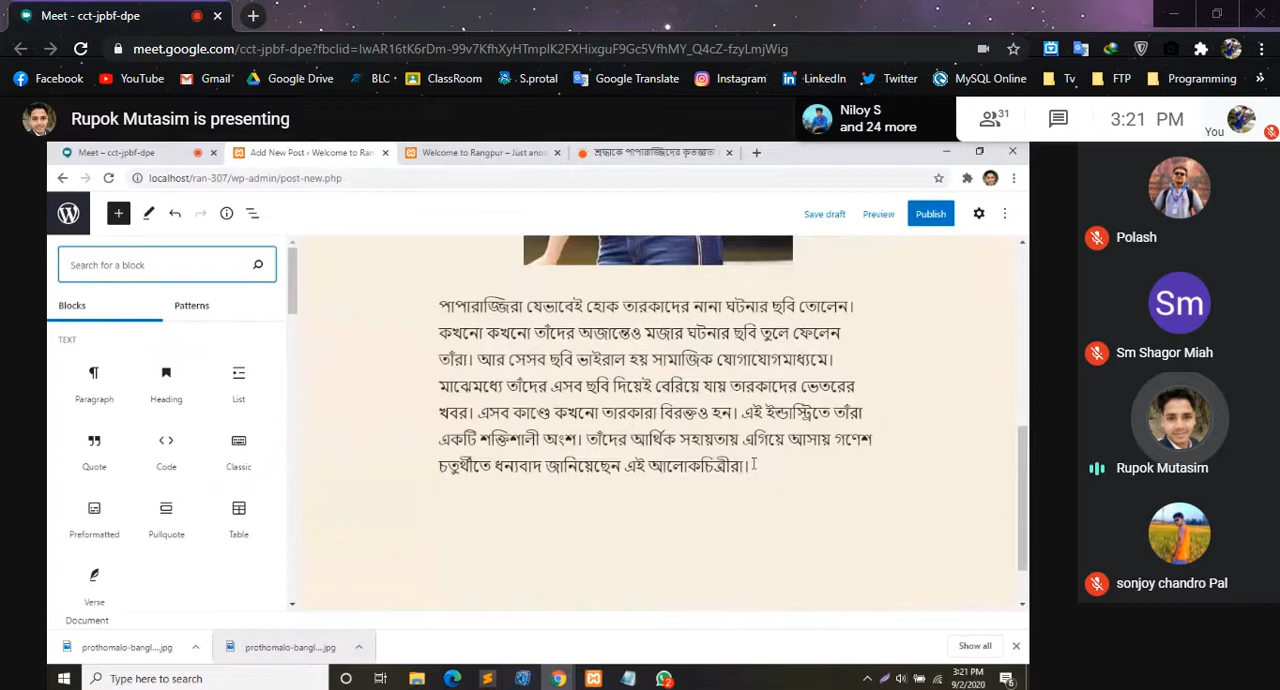 Meet - cct-jpbf-dpe
meet.google.com/cct-jpbf-dpe?fbclid=IwAR16tK6rDm-99v7KfhXyHTmpIK2FXHixguF9Gc5VfhMY_Q4cZ-fzyLmjWig
Facebook YouTube Gmail Google Drive BLC ClassRoom S.protal Google Translate Instagram LinkedIn Twitter MySQL Online Tv FTP Programming »
Rupok Mutasim is presenting
Niloy S
and 24 more
31
3:21 PM
You
Meet – cct-jpbf-dpe
Add New Post ‹ Welcome to Ran
Welcome to Rangpur – Just anot
শ্রদ্ধাকে পাপারাজ্জিদের কৃতজ্ঞতা
localhost/ran-307/wp-admin/post-new.php
Save draft Preview Publish
Search for a block
Blocks Patterns
TEXT
Paragraph Heading List
Quote Code Classic
Preformatted Pullquote Table
Verse
Document
পাপারাজ্জিরা যেভাবেই হোক তারকাদের নানা ঘটনার ছবি তোলেন।
কখনো কখনো তাঁদের অজান্তেও মজার ঘটনার ছবি তুলে ফেলেন
তাঁরা। আর সেসব ছবি ভাইরাল হয় সামাজিক যোগাযোগমাধ্যমে।
মাঝেমধ্যে তাঁদের এসব ছবি দিয়েই বেরিয়ে যায় তারকাদের ভেতরের
খবর। এসব কাণ্ডে কখনো তারকারা বিরক্তও হন। এই ইন্ডাস্ট্রিতে তাঁরা
একটি শক্তিশালী অংশ। তাঁদের আর্থিক সহায়তায় এগিয়ে আসায় গণেশ
চতুর্থীতে ধন্যবাদ জানিয়েছেন এই আলোকচিত্রীরা।
Polash
Sm
Sm Shagor Miah
Rupok Mutasim
sonjoy chandro Pal
prothomalo-bangl....jpg
prothomalo-bangl....jpg
Show all
Type here to search
2
3:21 PM
9/2/2020
6